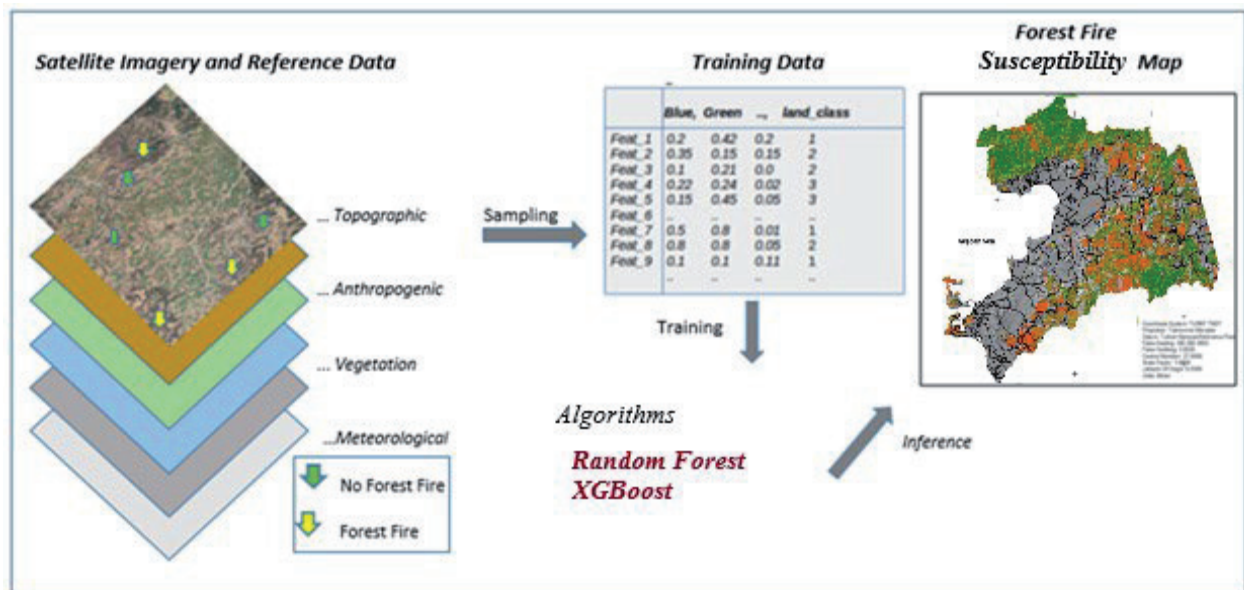 Satellite Imagery and Reference Data
... Topographic
... Anthropogenic
... Vegetation
...Meteorological
No Forest Fire
Forest Fire
Sampling
Training Data
Blue, Green .., land_class
Feat_1 0.2 0.42 0.2 1
Feat_2 0.35 0.15 0.15 2
Feat_3 0.1 0.21 0.0 2
Feat_4 0.22 0.24 0.02 3
Feat_5 0.15 0.45 0.05 3
Feat_6 .. .. .. ..
Feat_7 0.5 0.8 0.01 1
Feat_8 0.8 0.8 0.05 2
Feat_9 0.1 0.1 0.11 1
.. .. .. ..
Training
Algorithms
Random Forest
XGBoost
Inference
Forest Fire
Susceptibility Map